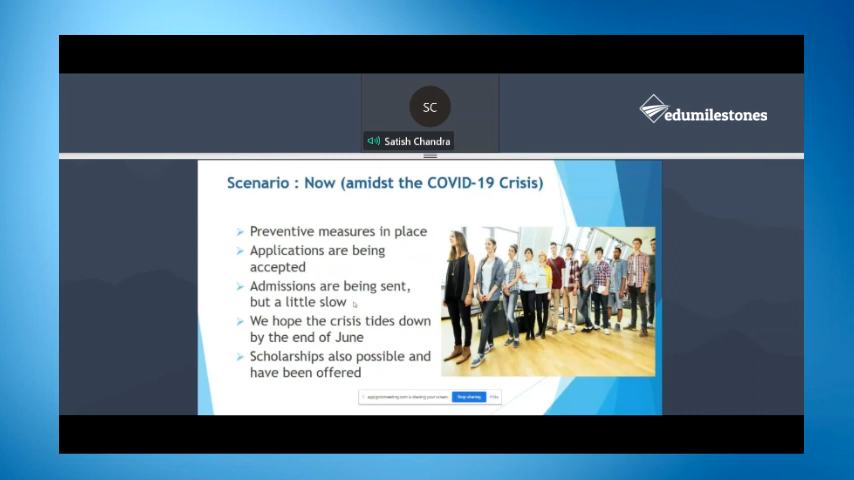 SC
edumilestones
Satish Chandra
Scenario : Now (amidst the COVID-19 Crisis)
Preventive measures in place
Applications are being
accepted
Admissions are being sent,
but a little slow
We hope the crisis tides down
by the end of June
Scholarships also possible and
have been offered
is sharing your screen.
Stop sharing
Hide